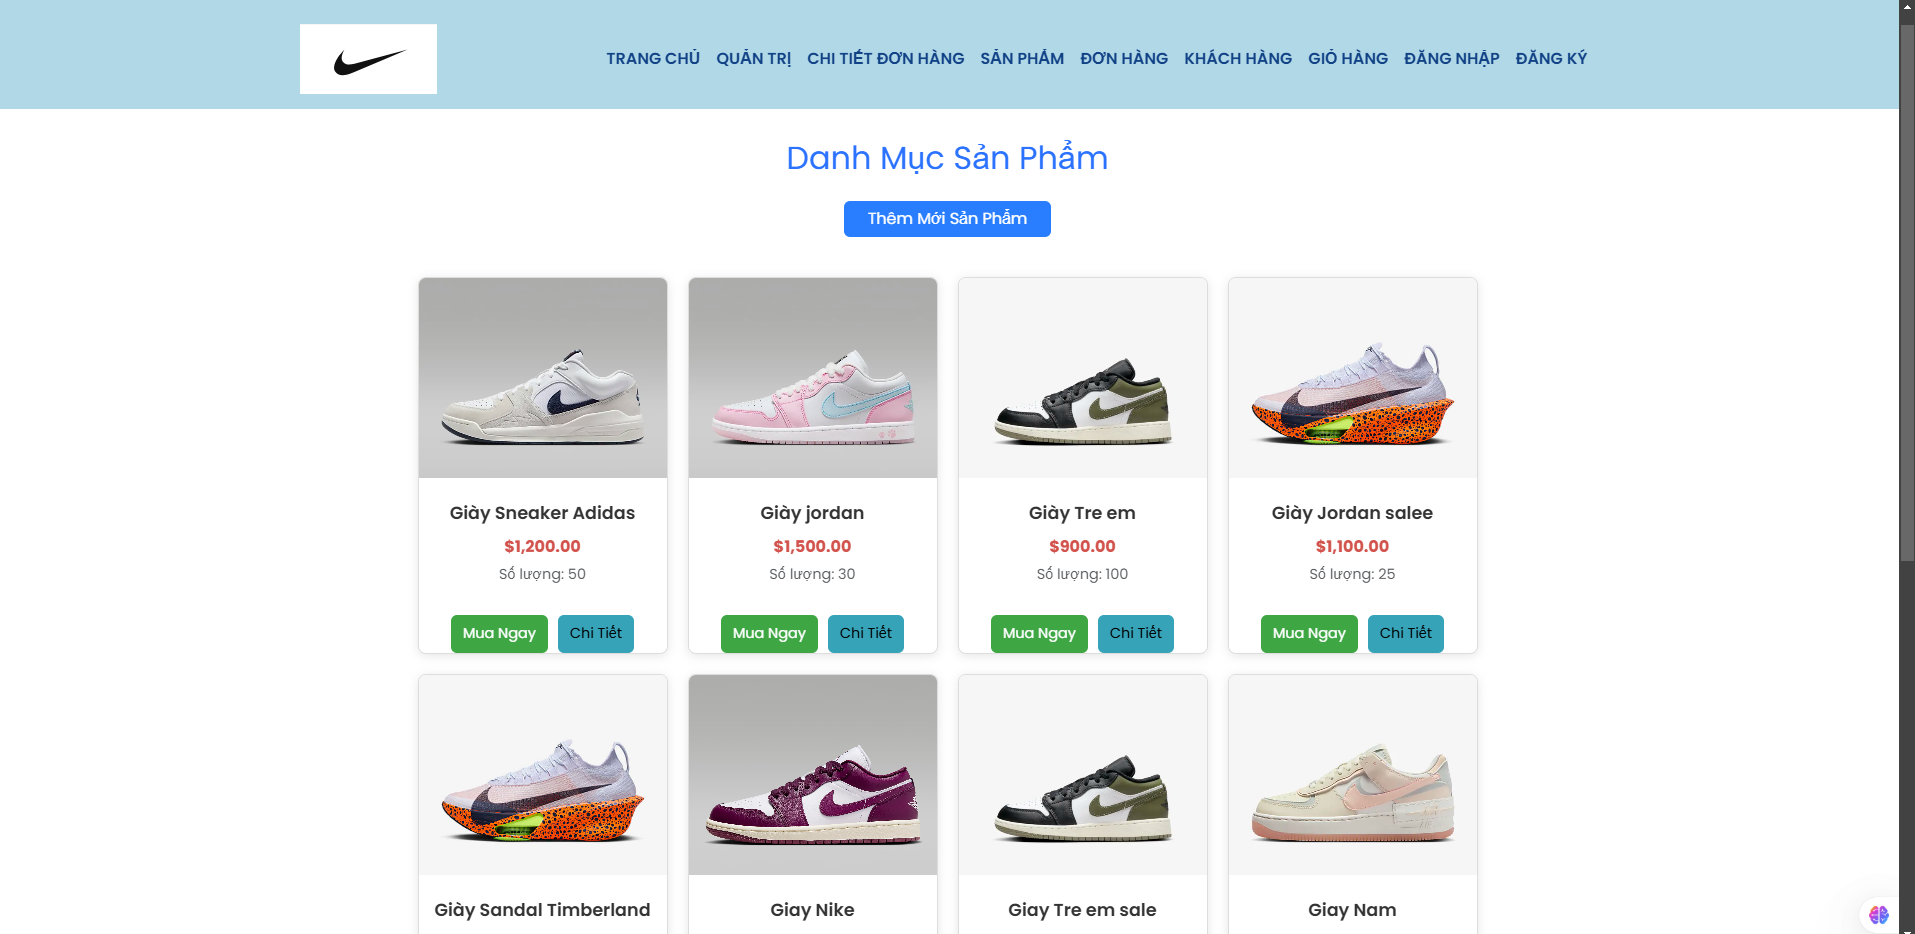 TRANG CHỦ QUẢN TRỊ CHI TIẾT ĐƠN HÀNG SẢN PHẨM ĐƠN HÀNG KHÁCH HÀNG GIỎ HÀNG ĐĂNG NHẬP ĐĂNG KÝ
Danh Mục Sản Phẩm
Thêm Mới Sản Phẩm
Giày Sneaker Adidas
$1,200.00
Số lượng: 50
Mua Ngay Chi Tiết
Giày jordan
$1,500.00
Số lượng: 30
Mua Ngay Chi Tiết
Giày Tre em
$900.00
Số lượng: 100
Mua Ngay Chi Tiết
Giày Jordan salee
$1,100.00
Số lượng: 25
Mua Ngay Chi Tiết
Giày Sandal Timberland
Giay Nike
Giay Tre em sale
Giay Nam